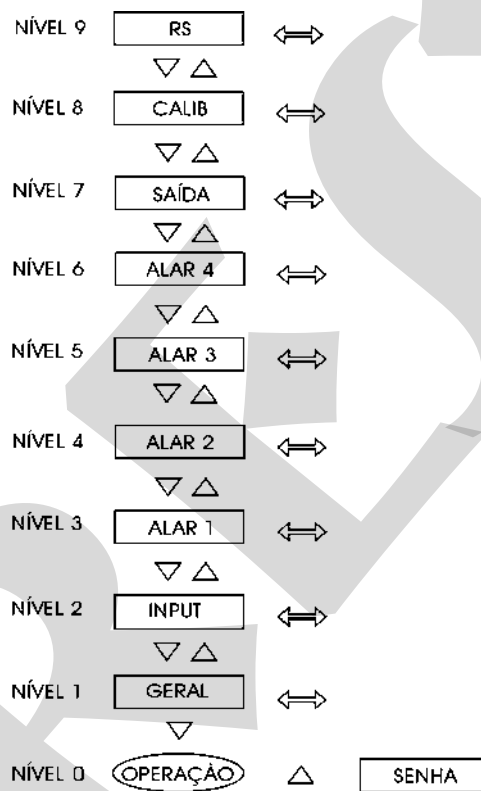 NÍVEL 9 RS
NÍVEL 8 CALIB
NÍVEL 7 SAÍDA
NÍVEL 6 ALAR 4
NÍVEL 5 ALAR 3
NÍVEL 4 ALAR 2
NÍVEL 3 ALAR 1
NÍVEL 2 INPUT
NÍVEL 1 GERAL
NÍVEL 0 OPERAÇÃO SENHA